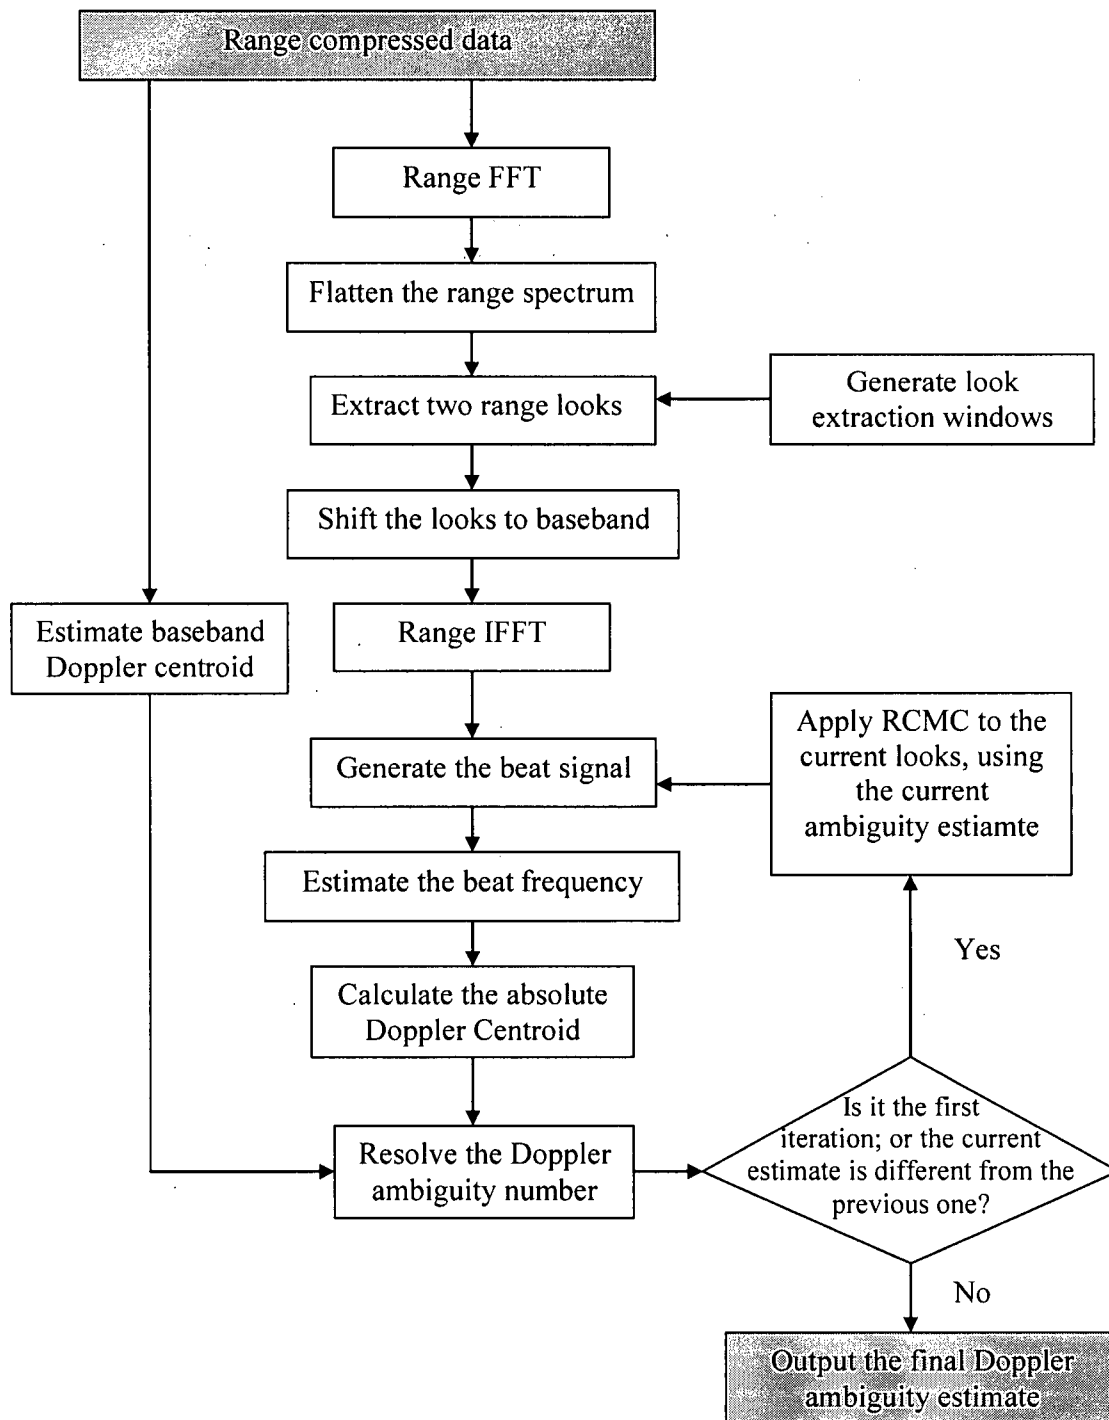 Range compressed data
Range FFT
Flatten the range spectrum
Extract two range looks
Generate look
extraction windows
Shift the looks to baseband
Estimate baseband
Doppler centroid
Range IFFT
Apply RCMC to the
current looks, using
the current
ambiguity estiamte
Generate the beat signal
Estimate the beat frequency
Yes
Calculate the absolute
Doppler Centroid
Is it the first
iteration; or the current
estimate is different from the
previous one?
Resolve the Doppler
ambiguity number
No
Output the final Doppler
ambiguity estimate